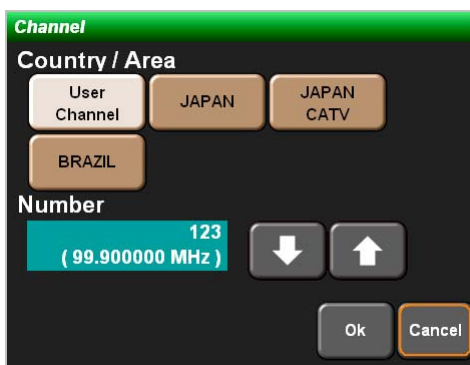 Channel
Country / Area
User
Channel
JAPAN
JAPAN
CATV
BRAZIL
Number
123
( 99.900000 MHz )
Ok
Cancel